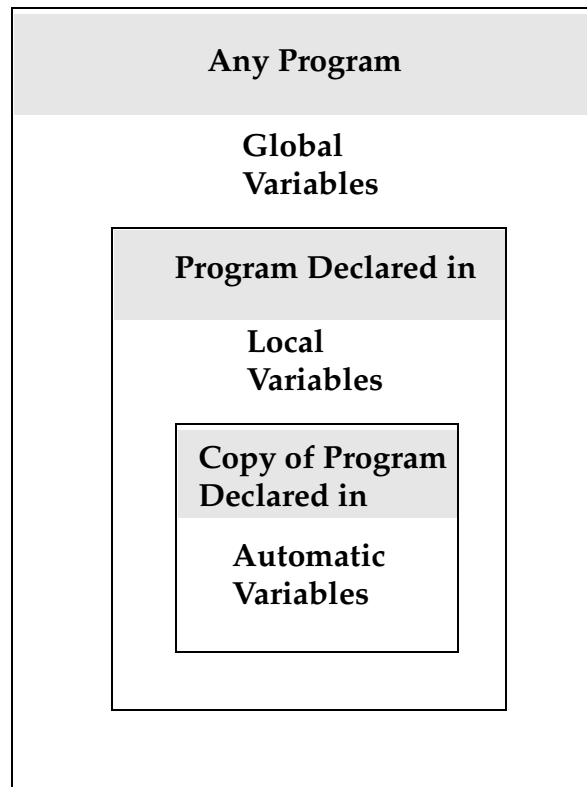 Any Program
Global
Variables
Program Declared in
Local
Variables
Copy of Program
Declared in
Automatic
Variables